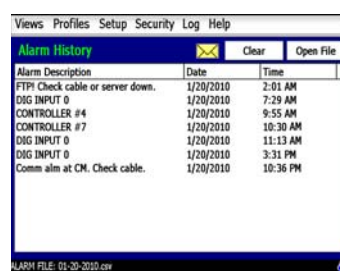 Views Profiles Setup Security Log Help
Alarm History Clear Open File
Alarm Description Date Time
FTP! Check cable or server down. 1/20/2010 2:01 AM
DIG INPUT 0 1/20/2010 7:29 AM
CONTROLLER #4 1/20/2010 9:55 AM
CONTROLLER #7 1/20/2010 10:30 AM
DIG INPUT 0 1/20/2010 11:13 AM
DIG INPUT 0 1/20/2010 3:31 PM
Comm alm at CM. Check cable. 1/20/2010 10:36 PM
ALARM FILE: 01-20-2010.csv